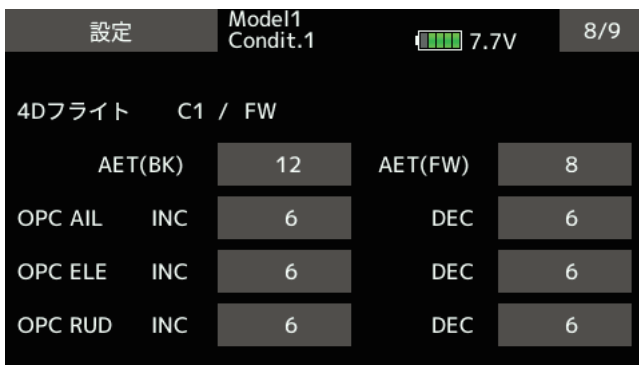 設定 Model1 7.7V 8/9
Condit.1
4Dフライト C1 / FW
AET(BK) 12 AET(FW) 8
OPC AIL INC 6 DEC 6
OPC ELE INC 6 DEC 6
OPC RUD INC 6 DEC 6